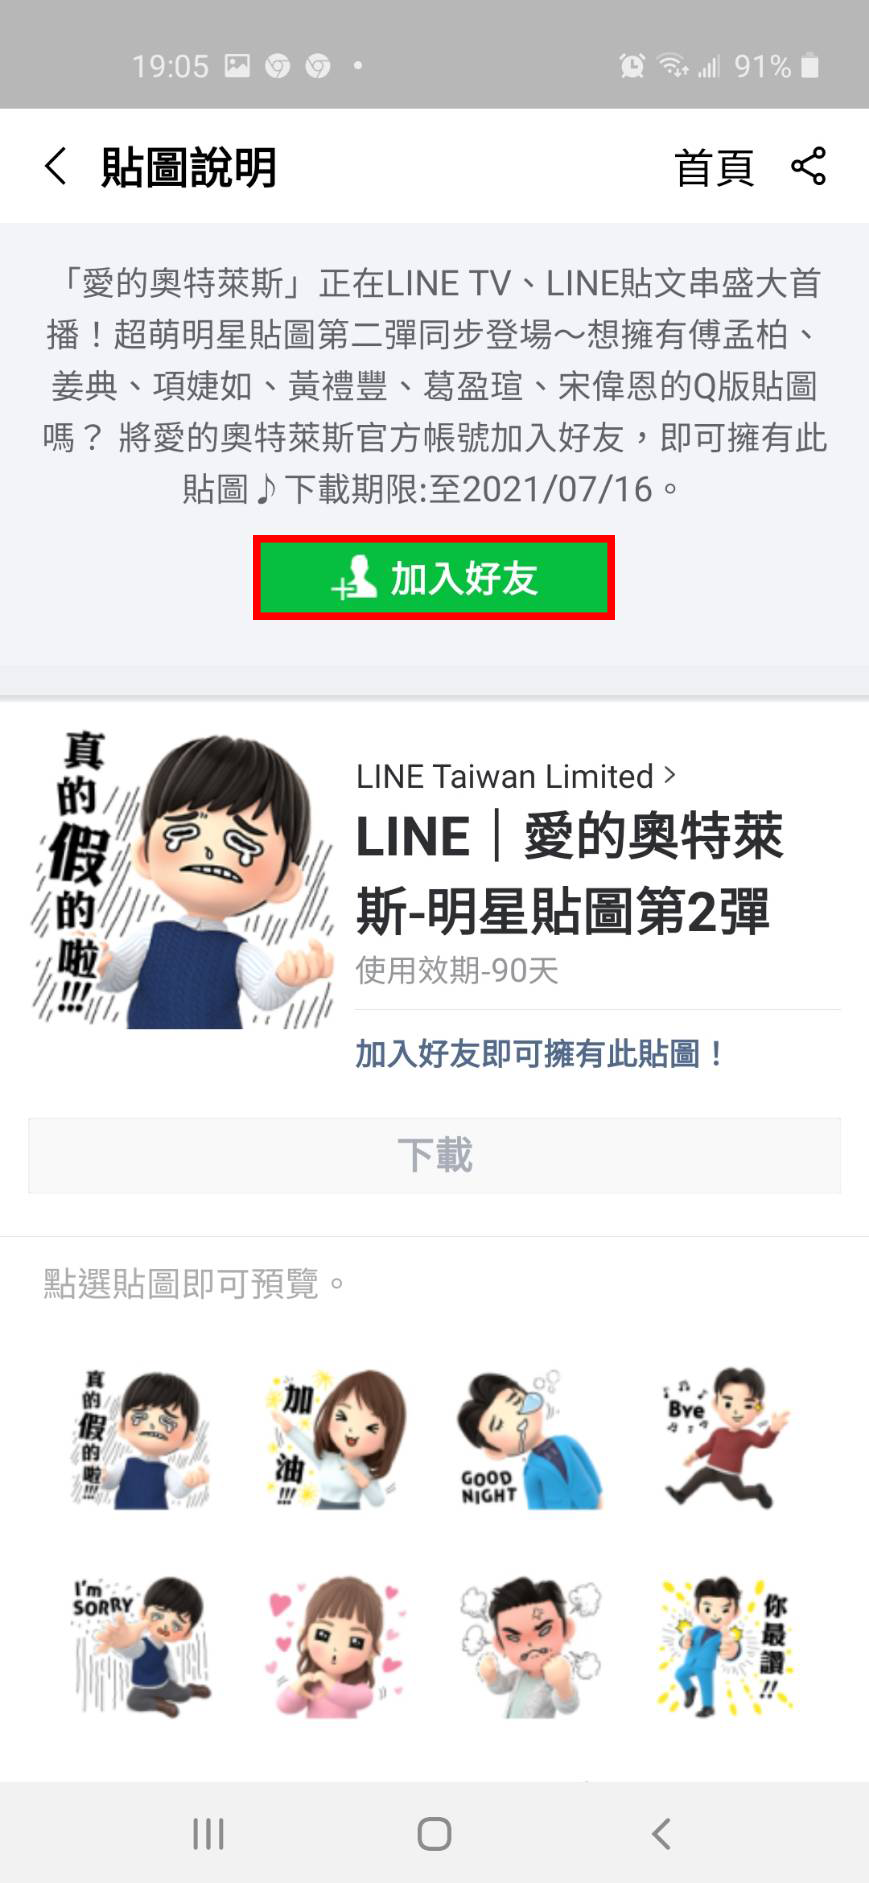 19:05
91%
貼圖說明
首頁
「愛的奧特萊斯」正在LINE TV、LINE貼文串盛大首
播！超萌明星貼圖第二彈同步登場～想擁有傅孟柏、
姜典、項婕如、黃禮豐、葛盈瑄、宋偉恩的Q版貼圖
嗎？ 將愛的奧特萊斯官方帳號加入好友，即可擁有此
貼圖♪下載期限:至2021/07/16。
加入好友
真的假的啦!!!
LINE Taiwan Limited
LINE｜愛的奧特萊
斯-明星貼圖第2彈
使用效期-90天
加入好友即可擁有此貼圖！
下載
點選貼圖即可預覽。
真的假的啦!!!
加油!!!
GOOD
NIGHT
Bye
I'm
SORRY
你最讚!!